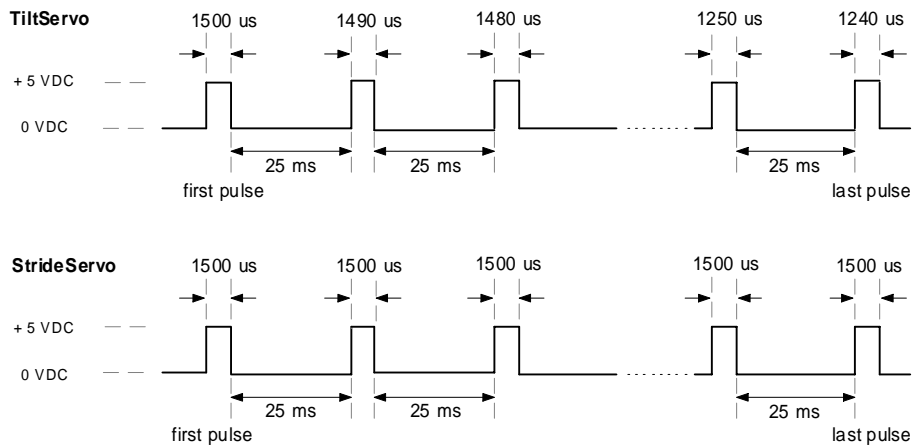 TiltServo 1500 us 1490 us 1480 us 1250 us 1240 us
+ 5 VDC
0 VDC
25 ms 25 ms 25 ms
first pulse last pulse
StrideServo 1500 us 1500 us 1500 us 1500 us 1500 us
+ 5 VDC
0 VDC
25 ms 25 ms 25 ms
first pulse last pulse